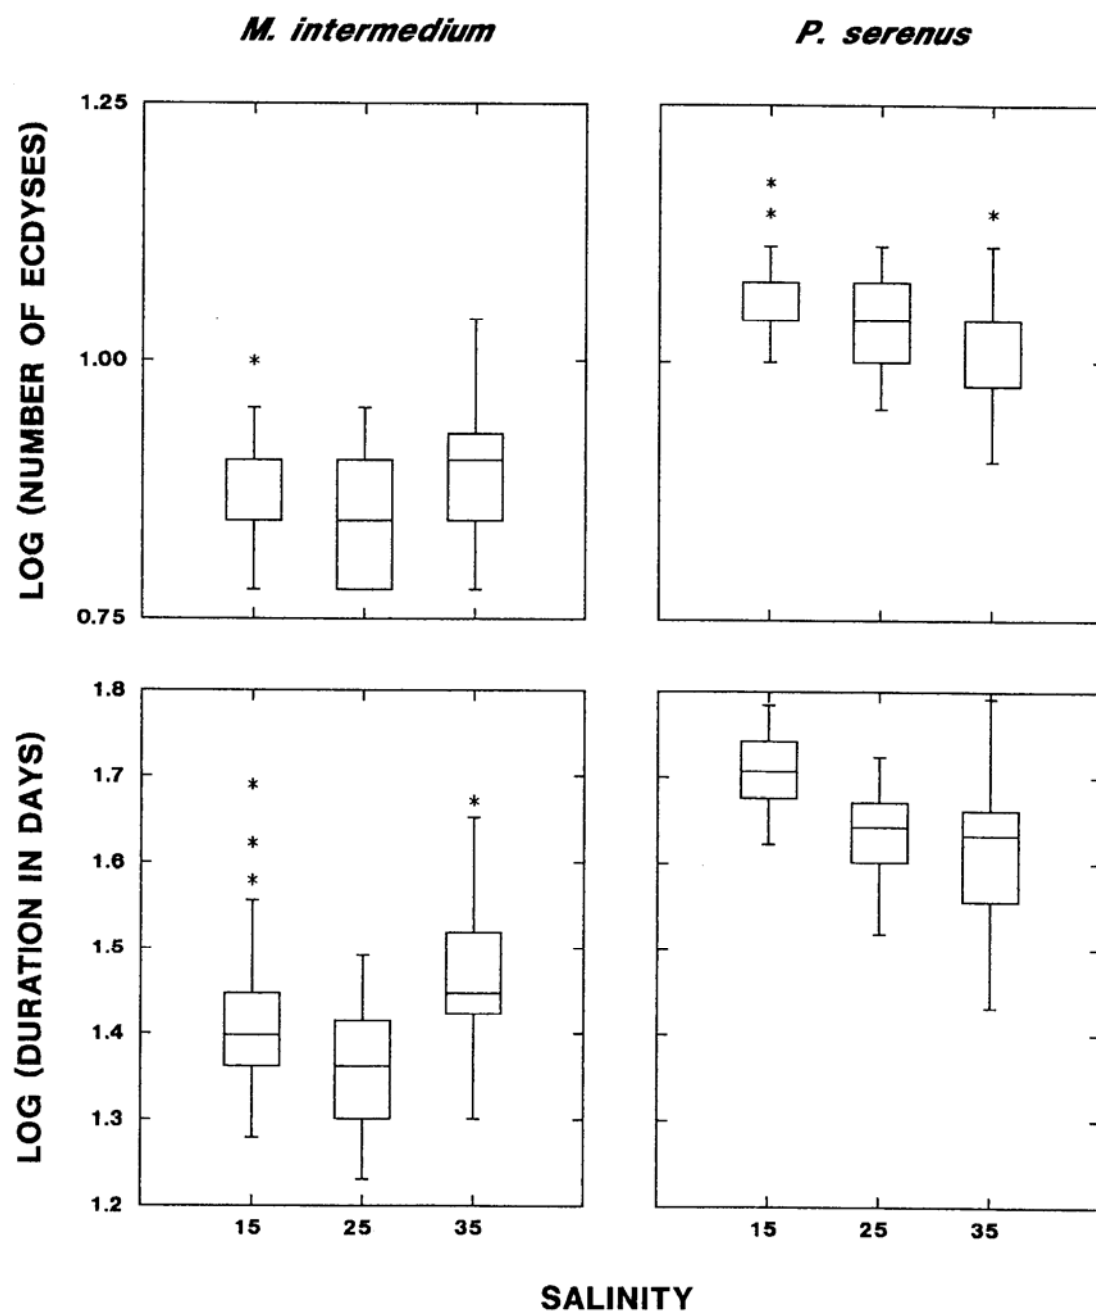 M. intermedium
P. serenus
LOG (NUMBER OF ECDYSES)
1.25
1.00
0.75
LOG (DURATION IN DAYS)
1.8
1.7
1.6
1.5
1.4
1.3
1.2
15 25 35
15 25 35
SALINITY